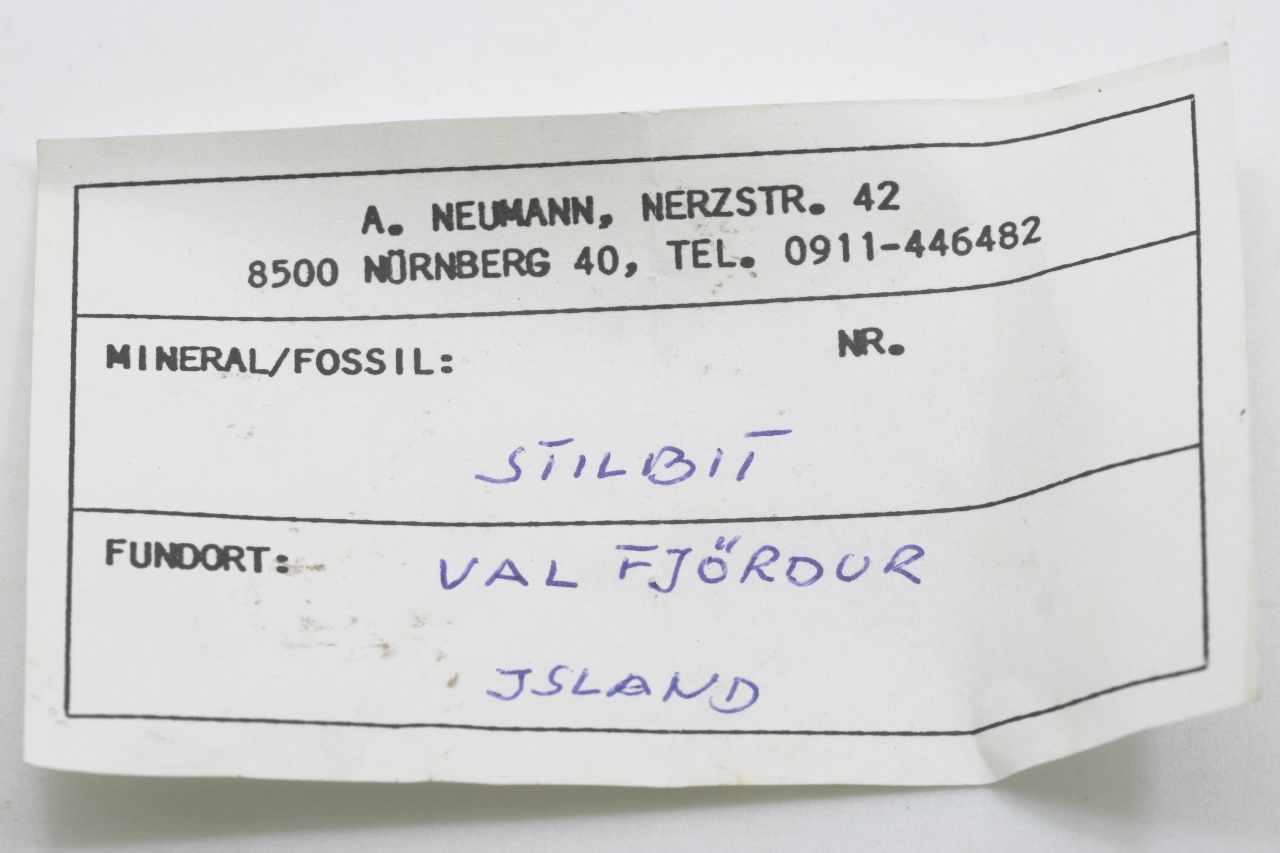 A. NEUMANN, NERZSTR. 42
8500 NÜRNBERG 40, TEL. 0911-446482
MINERAL/FOSSIL: NR.
STILBIT
FUNDORT: VAL FJÖRDUR
JSLAND